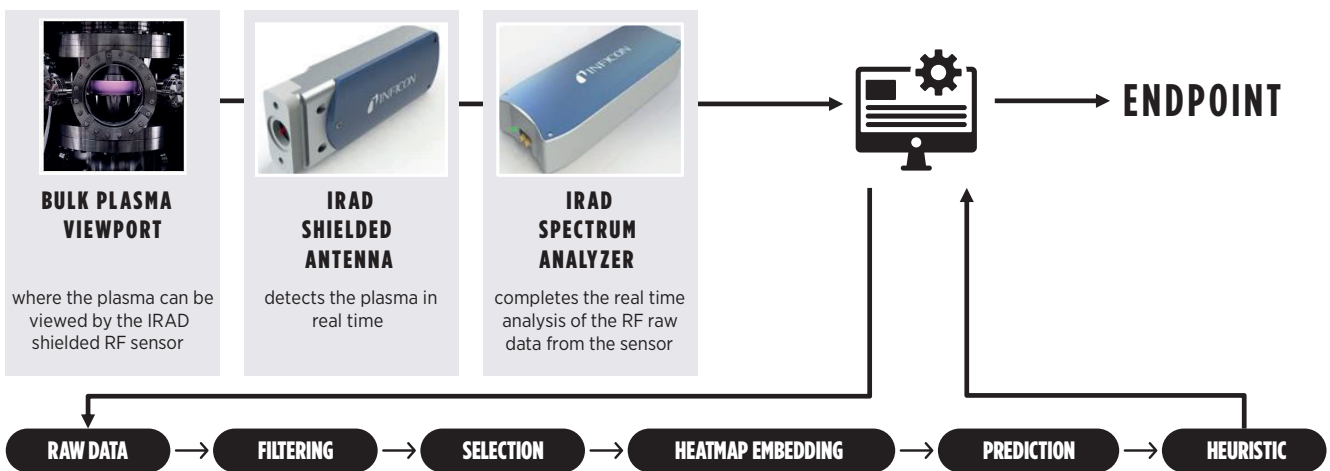 INFICON
INFICON
BULK PLASMA
VIEWPORT
where the plasma can be
viewed by the IRAD
shielded RF sensor
IRAD
SHIELDED
ANTENNA
detects the plasma in
real time
IRAD
SPECTRUM
ANALYZER
completes the real time
analysis of the RF raw
data from the sensor
ENDPOINT
RAW DATA
FILTERING
SELECTION
HEATMAP EMBEDDING
PREDICTION
HEURISTIC